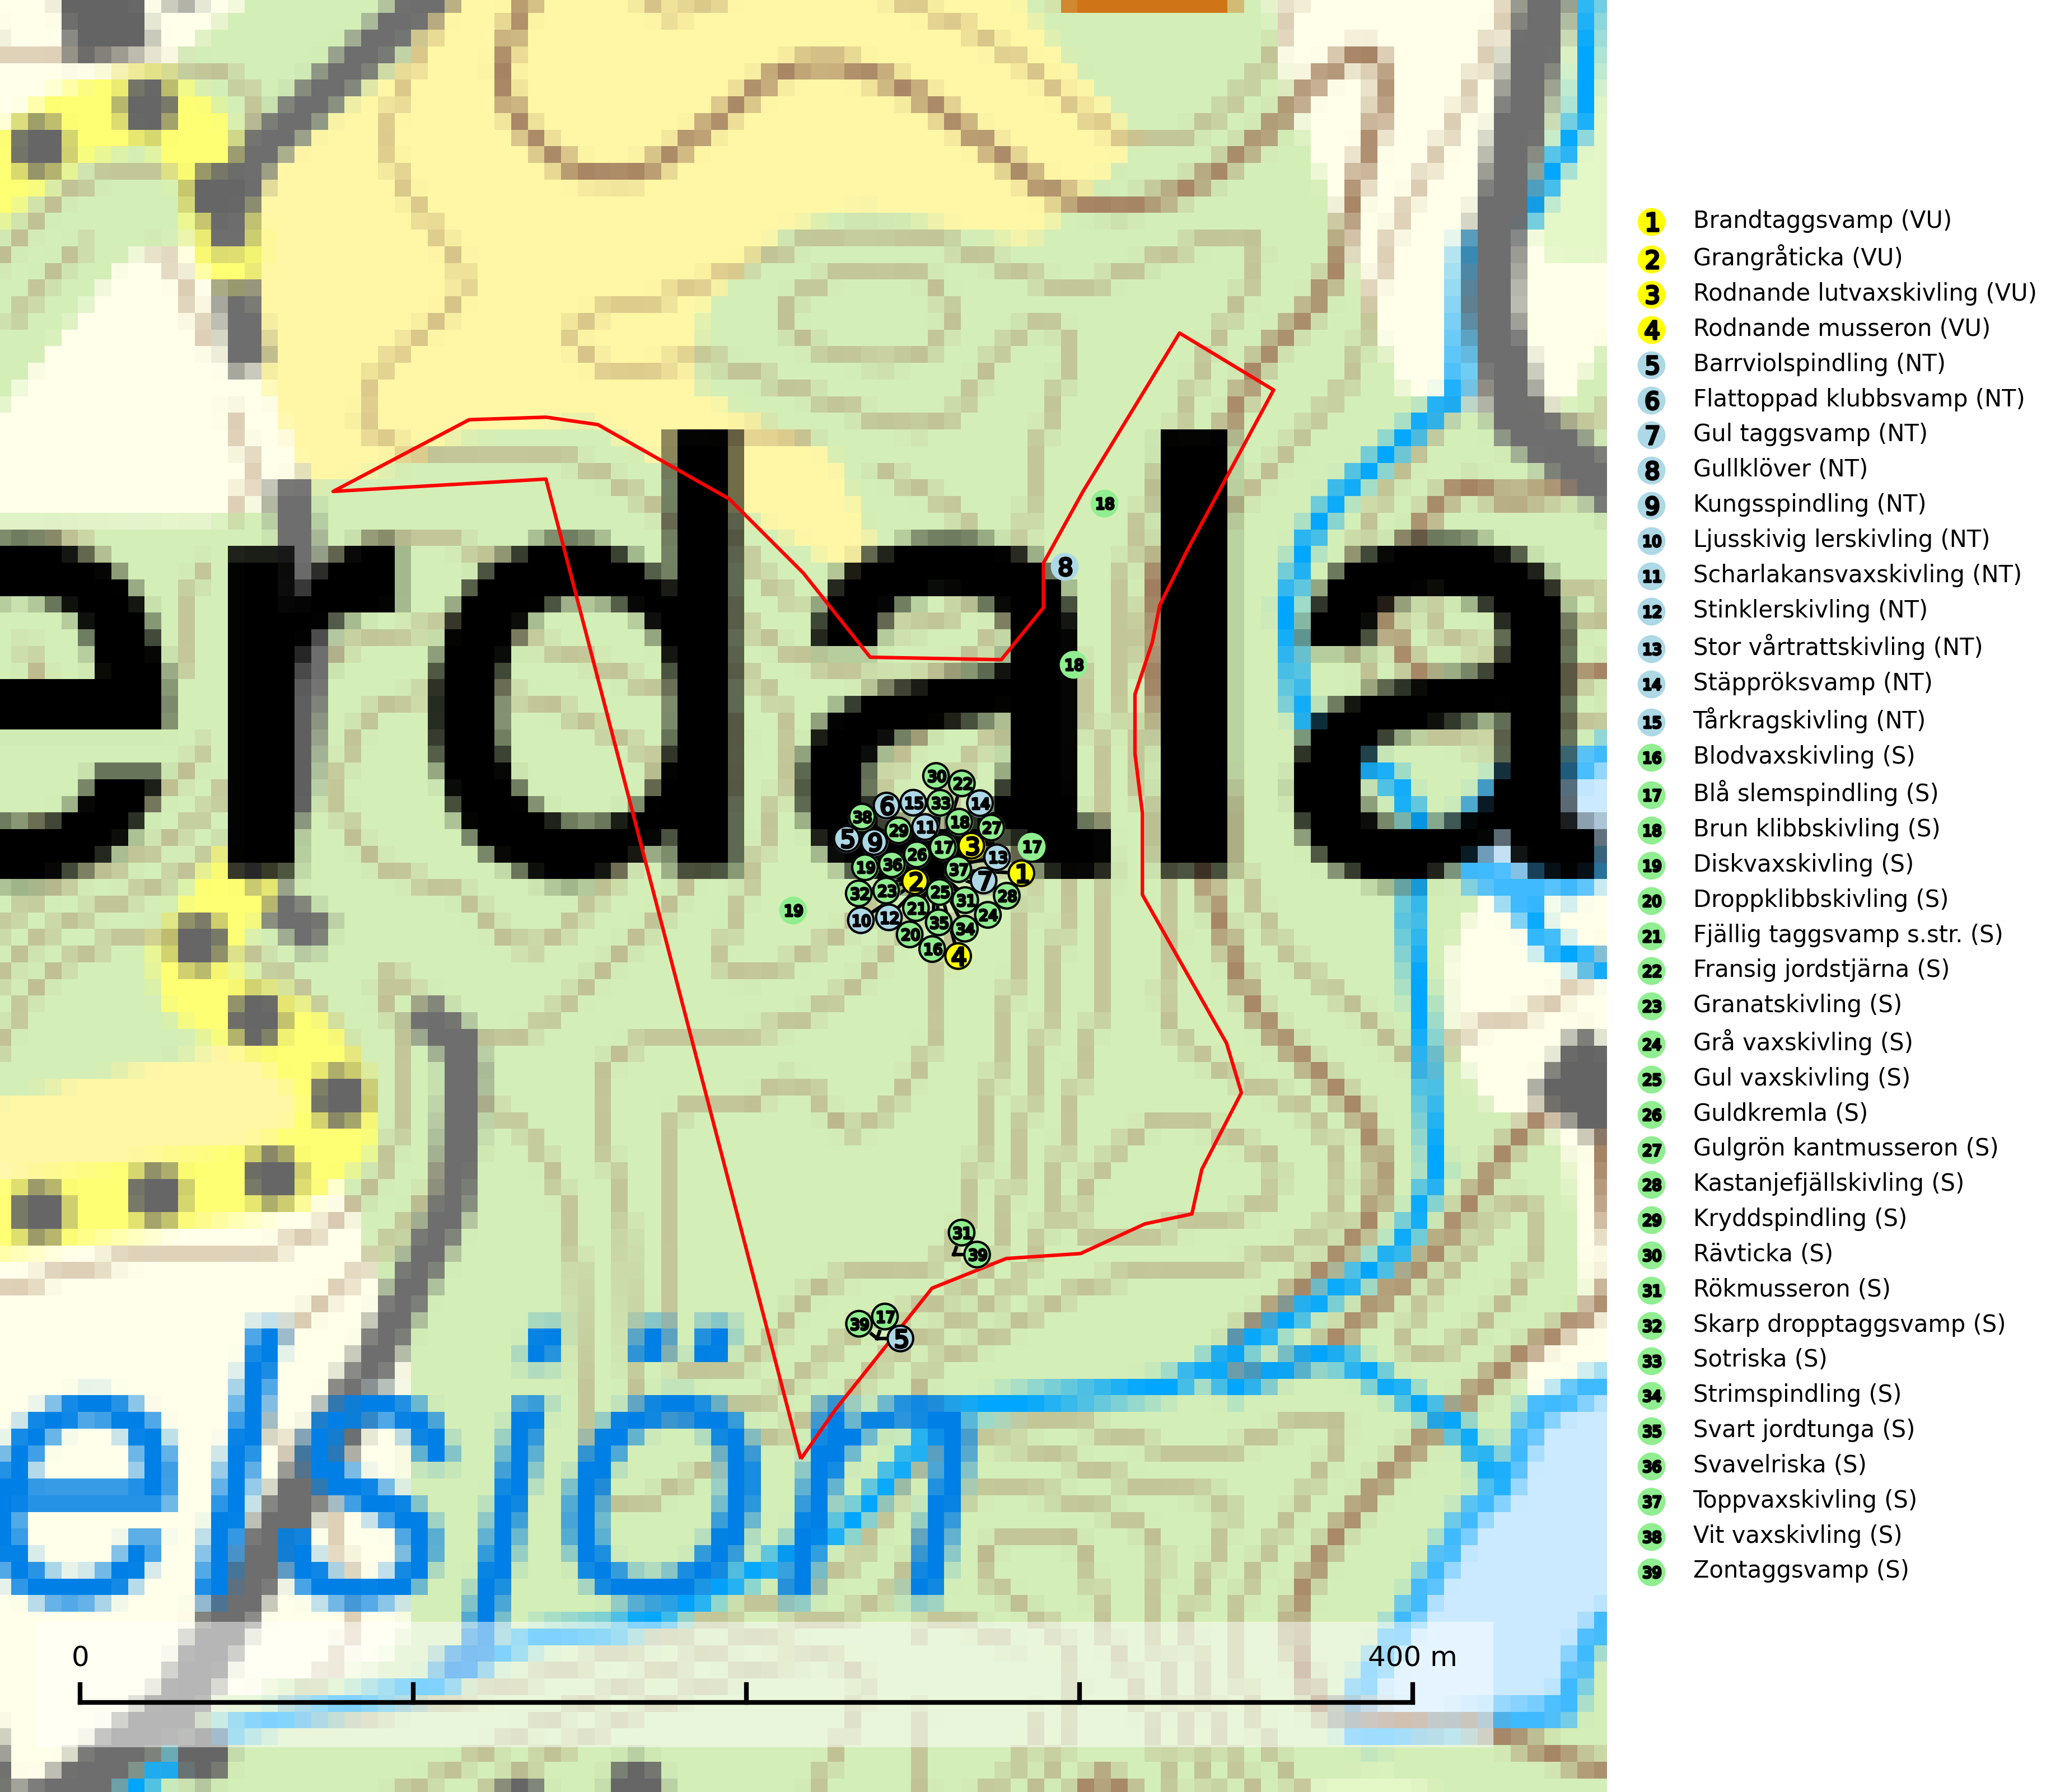 erdala
elsjön
30
22
6
15
33
14
38
29
11
18
27
5
9
26
17
3
13
17
19
36
37
7
1
2
32
23
25
31
28
10
12
21
35
34
24
20
16
4
18
8
18
19
31
39
39
17
5
0
400 m
1 Brandtaggsvamp (VU)
2 Grangråticka (VU)
3 Rodnande lutvaxskivling (VU)
4 Rodnande musseron (VU)
5 Barrviolspindling (NT)
6 Flattoppad klubbsvamp (NT)
7 Gul taggsvamp (NT)
8 Gullklöver (NT)
9 Kungsspindling (NT)
10 Ljusskivig lerskivling (NT)
11 Scharlakansvaxskivling (NT)
12 Stinklerskivling (NT)
13 Stor vårtrattskivling (NT)
14 Stäppröksvamp (NT)
15 Tårkragskivling (NT)
16 Blodvaxskivling (S)
17 Blå slemspindling (S)
18 Brun klibbskivling (S)
19 Diskvaxskivling (S)
20 Droppklibbskivling (S)
21 Fjällig taggsvamp s.str. (S)
22 Fransig jordstjärna (S)
23 Granatskivling (S)
24 Grå vaxskivling (S)
25 Gul vaxskivling (S)
26 Guldkremla (S)
27 Gulgrön kantmusseron (S)
28 Kastanjefjällskivling (S)
29 Kryddspindling (S)
30 Rävticka (S)
31 Rökmusseron (S)
32 Skarp dropptaggsvamp (S)
33 Sotriska (S)
34 Strimspindling (S)
35 Svart jordtunga (S)
36 Svavelriska (S)
37 Toppvaxskivling (S)
38 Vit vaxskivling (S)
39 Zontaggsvamp (S)